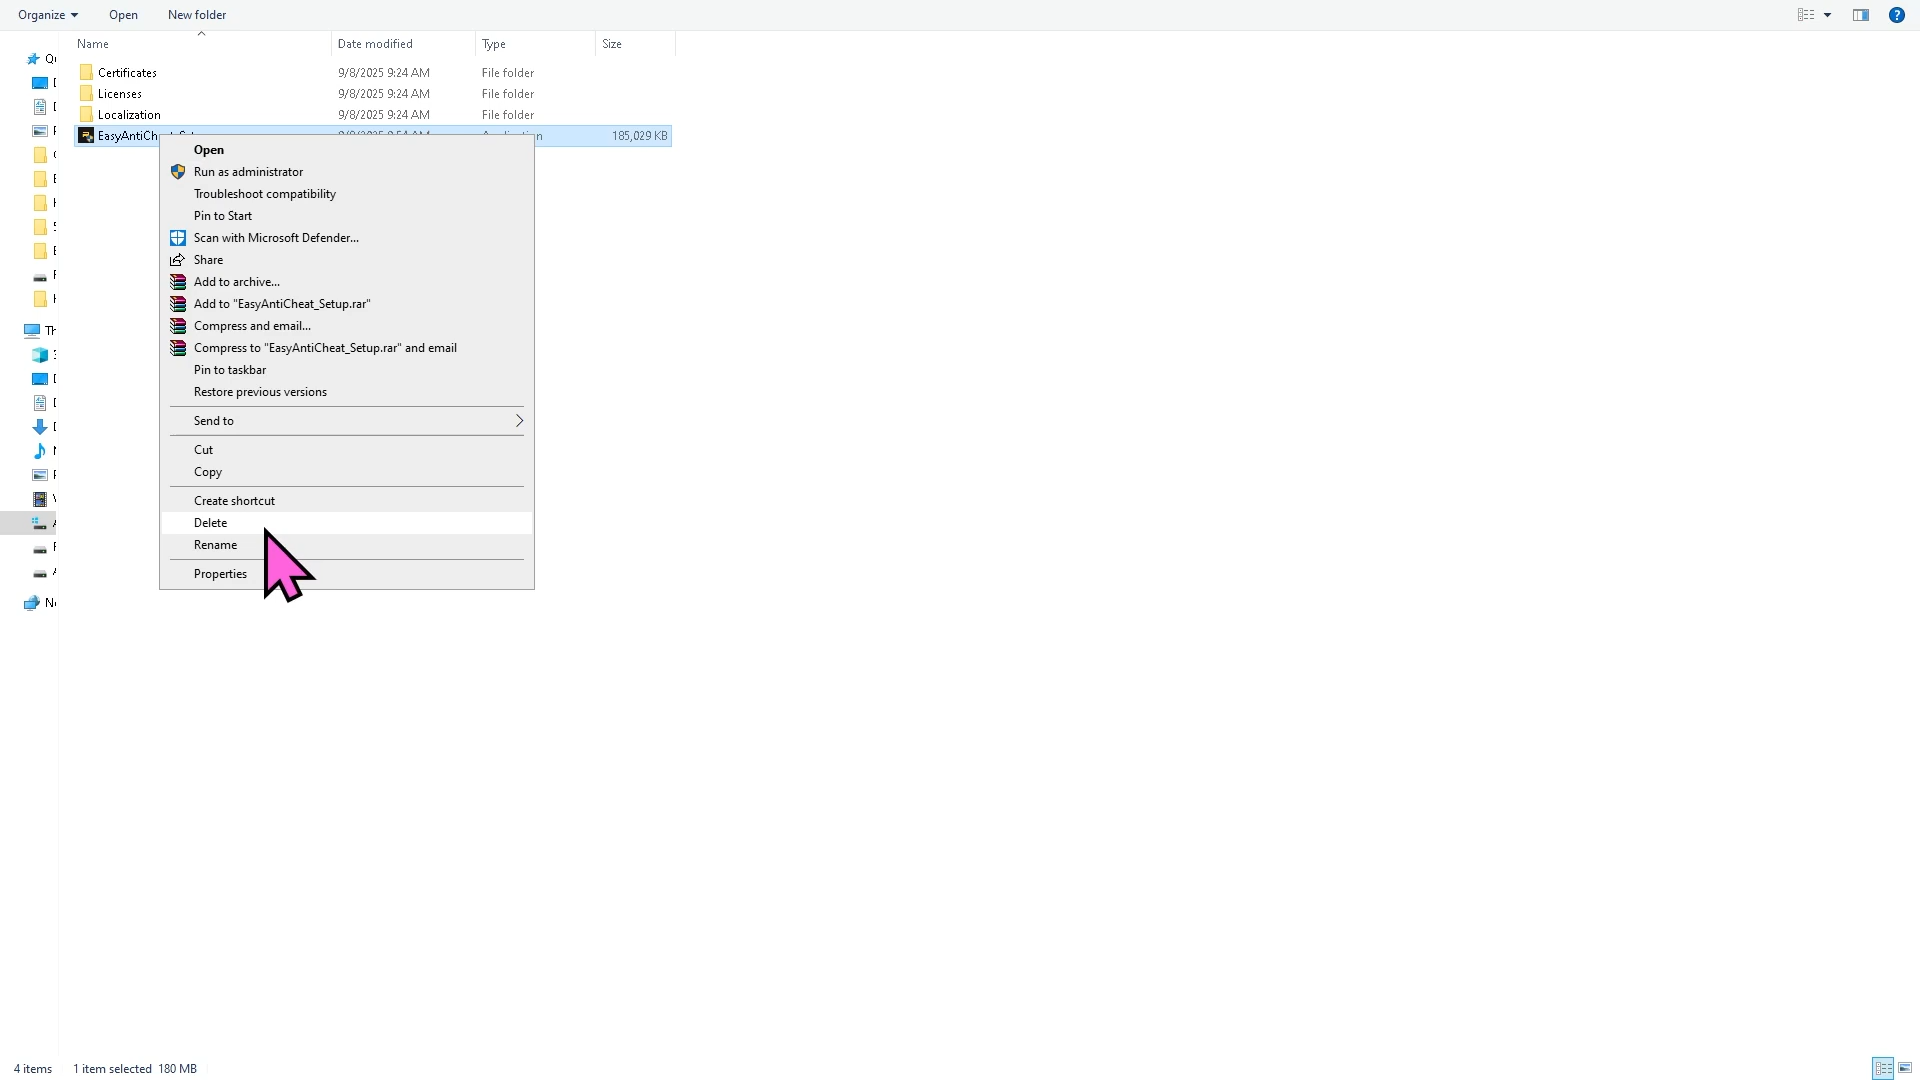 Organize Open New folder
Name Date modified Type Size
Certificates 9/8/2025 9:24 AM File folder
Licenses 9/8/2025 9:24 AM File folder
Localization 9/8/2025 9:24 AM File folder
185,029 KB
Open
Run as administrator
Troubleshoot compatibility
Pin to Start
Scan with Microsoft Defender...
Share
Add to archive...
Add to "EasyAntiCheat_Setup.rar"
Compress and email...
Compress to "EasyAntiCheat_Setup.rar" and email
Pin to taskbar
Restore previous versions
Send to
Cut
Copy
Create shortcut
Delete
Rename
Properties
4 items 1 item selected 180 MB